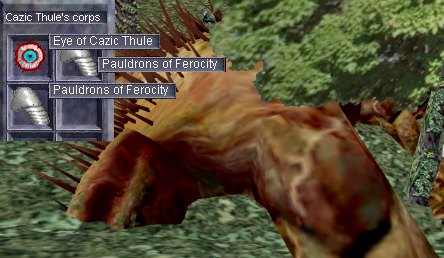 Cazic Thule's corps
Eye of Cazic Thule
Pauldrons of Ferocity
Pauldrons of Ferocity